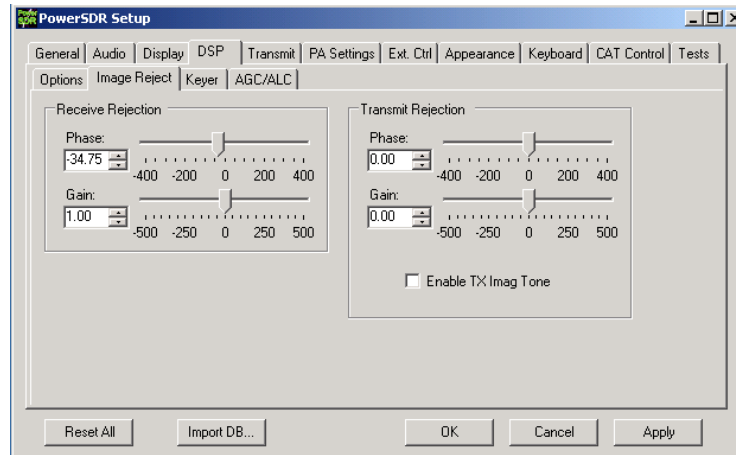 PowerSDR Setup
General Audio Display DSP Transmit PA Settings Ext. Ctrl Appearance Keyboard CAT Control Tests
Options Image Reject Keyer AGC/ALC
Receive Rejection
Phase:
-34.75
-400 -200 0 200 400
Gain:
1.00
-500 -250 0 250 500
Transmit Rejection
Phase:
0.00
-400 -200 0 200 400
Gain:
0.00
-500 -250 0 250 500
Enable TX Imag Tone
Reset All Import DB... OK Cancel Apply